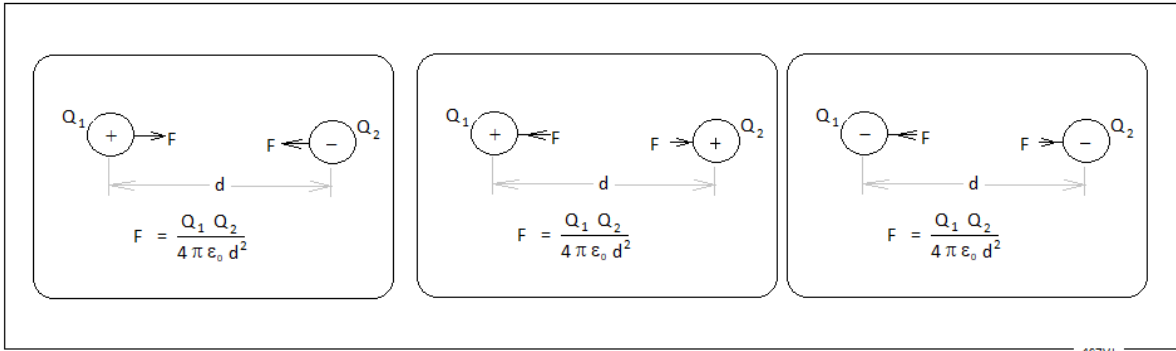 Q₁ + F F − Q₂
d
F = Q₁ Q₂ / 4 π ε₀ d²
Q₁ + F F + Q₂
d
F = Q₁ Q₂ / 4 π ε₀ d²
Q₁ − F F − Q₂
d
F = Q₁ Q₂ / 4 π ε₀ d²